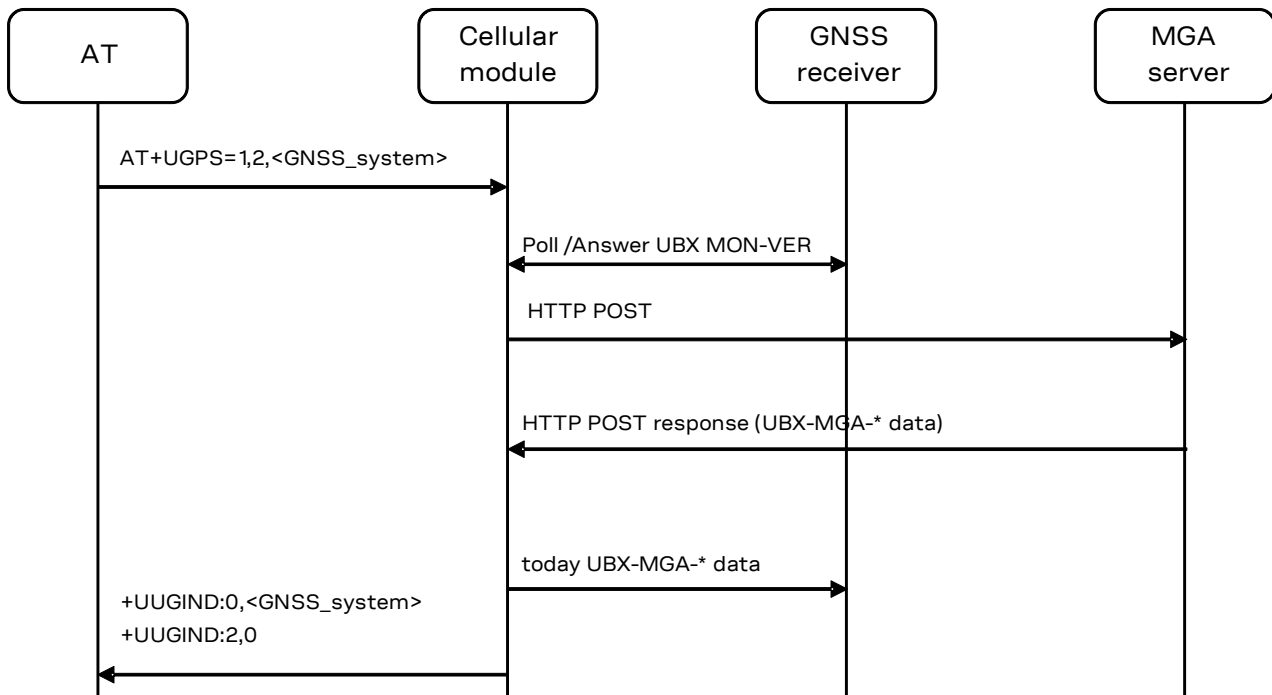 AT
Cellular
module
GNSS
receiver
MGA
server
AT+UGPS=1,2,<GNSS_system>
Poll /Answer UBX MON-VER
HTTP POST
HTTP POST response (UBX-MGA-* data)
today UBX-MGA-* data
+UUGIND:0,<GNSS_system>
+UUGIND:2,0